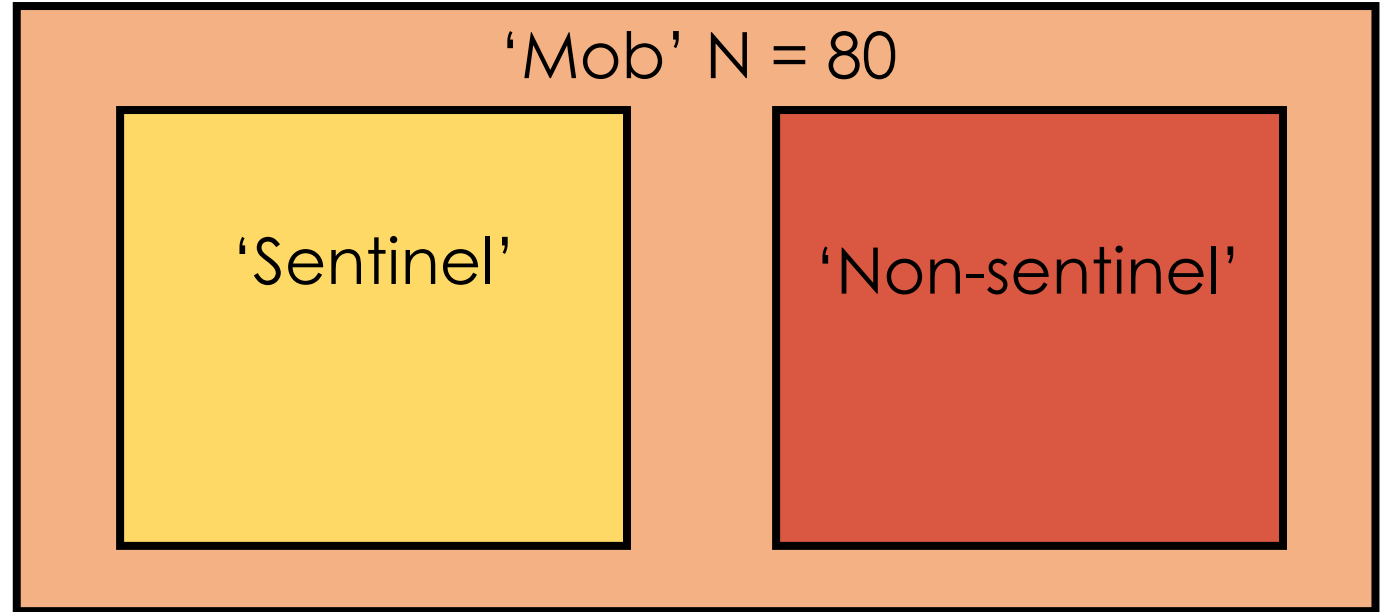 ‘Mob’ N = 80
‘Sentinel’
‘Non-sentinel’